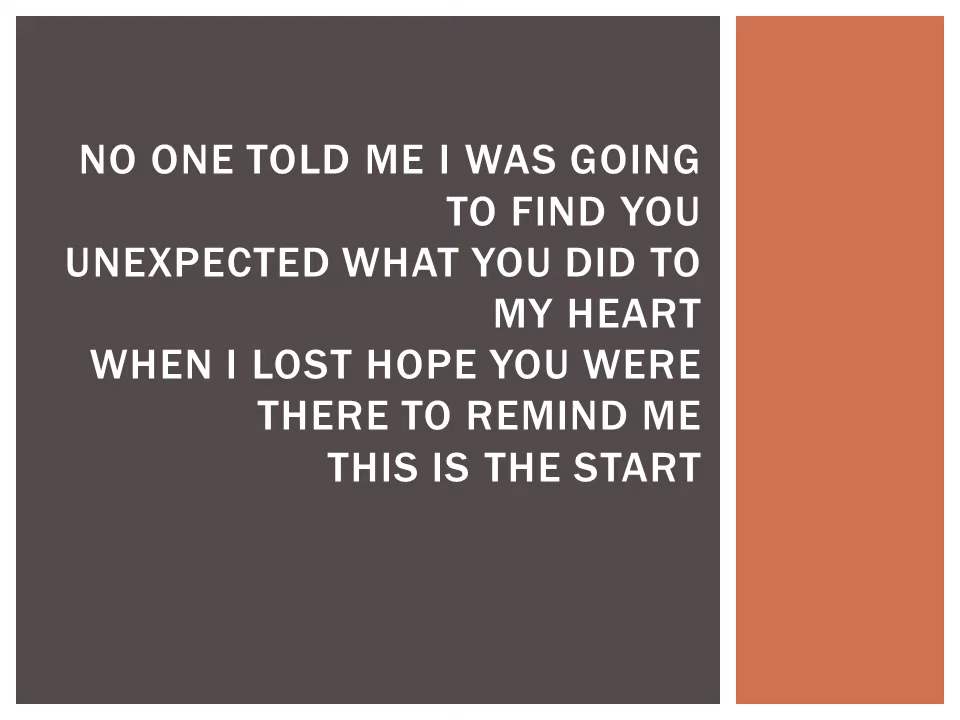 NO ONE TOLD ME I WAS GOING
TO FIND YOU
UNEXPECTED WHAT YOU DID TO
MY HEART
WHEN I LOST HOPE YOU WERE
THERE TO REMIND ME
THIS IS THE START